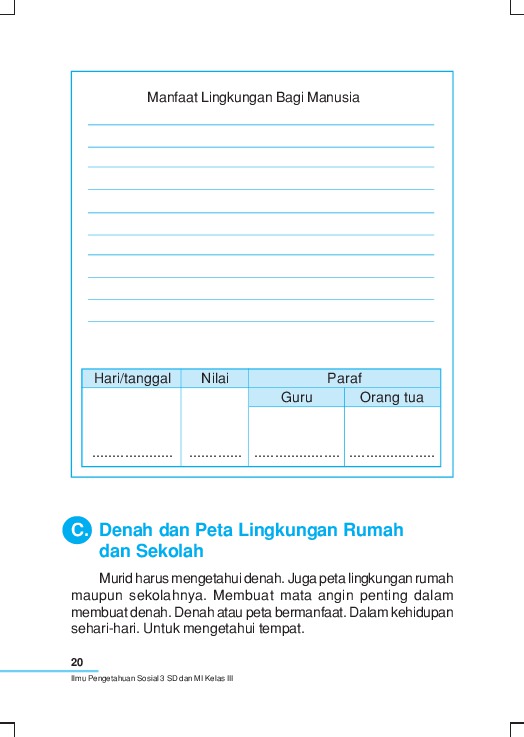 Manfaat Lingkungan Bagi Manusia
Hari/tanggal Nilai Paraf
Guru Orang tua
.................... ............. ..................... .....................
C. Denah dan Peta Lingkungan Rumah
dan Sekolah
Murid harus mengetahui denah. Juga peta lingkungan rumah
maupun sekolahnya. Membuat mata angin penting dalam
membuat denah. Denah atau peta bermanfaat. Dalam kehidupan
sehari-hari. Untuk mengetahui tempat.
20
Ilmu Pengetahuan Sosial 3 SD dan MI Kelas III